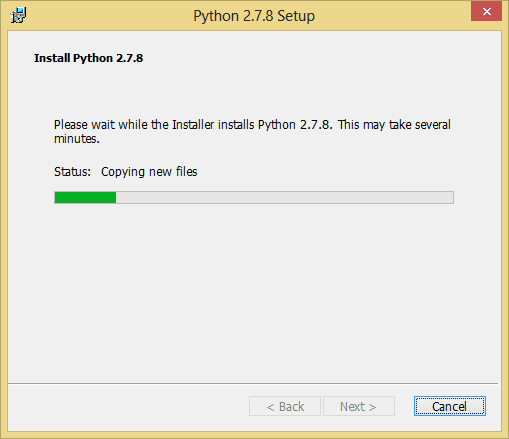 Python 2.7.8 Setup
Install Python 2.7.8
Please wait while the Installer installs Python 2.7.8. This may take several
minutes.
Status: Copying new files
< Back Next > Cancel